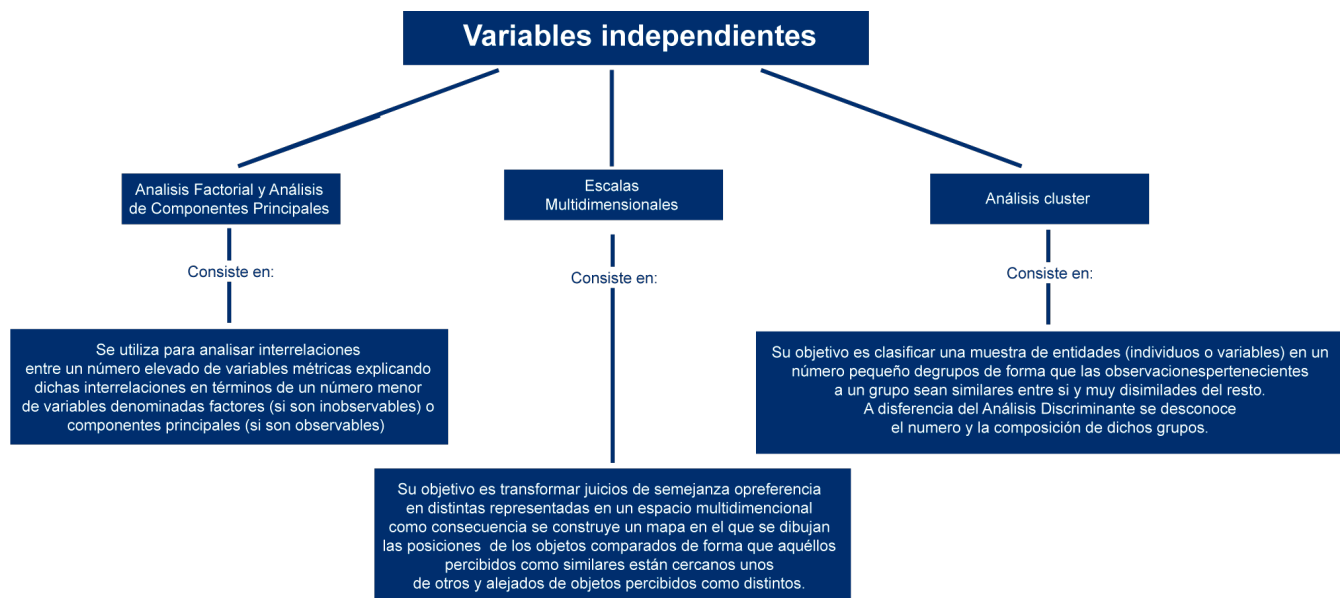 Variables independientes
Analisis Factorial y Análisis
de Componentes Principales
Consiste en:
Se utiliza para analisar interrelaciones
entre un número elevado de variables métricas explicando
dichas interrelaciones en términos de un número menor
de variables denominadas factores (si son inobservables) o
componentes principales (si son observables)
Escalas
Multidimensionales
Consiste en:
Su objetivo es transformar juicios de semejanza opreferencia
en distintas representadas en un espacio multidimencional
como consecuencia se construye un mapa en el que se dibujan
las posiciones de los objetos comparados de forma que aquéllos
percibidos como similares están cercanos unos
de otros y alejados de objetos percibidos como distintos.
Análisis cluster
Consiste en:
Su objetivo es clasificar una muestra de entidades (individuos o variables) en un
número pequeño degrupos de forma que las observacionespertenecientes
a un grupo sean similares entre si y muy disimilades del resto.
A disferencia del Análisis Discriminante se desconoce
el numero y la composición de dichos grupos.